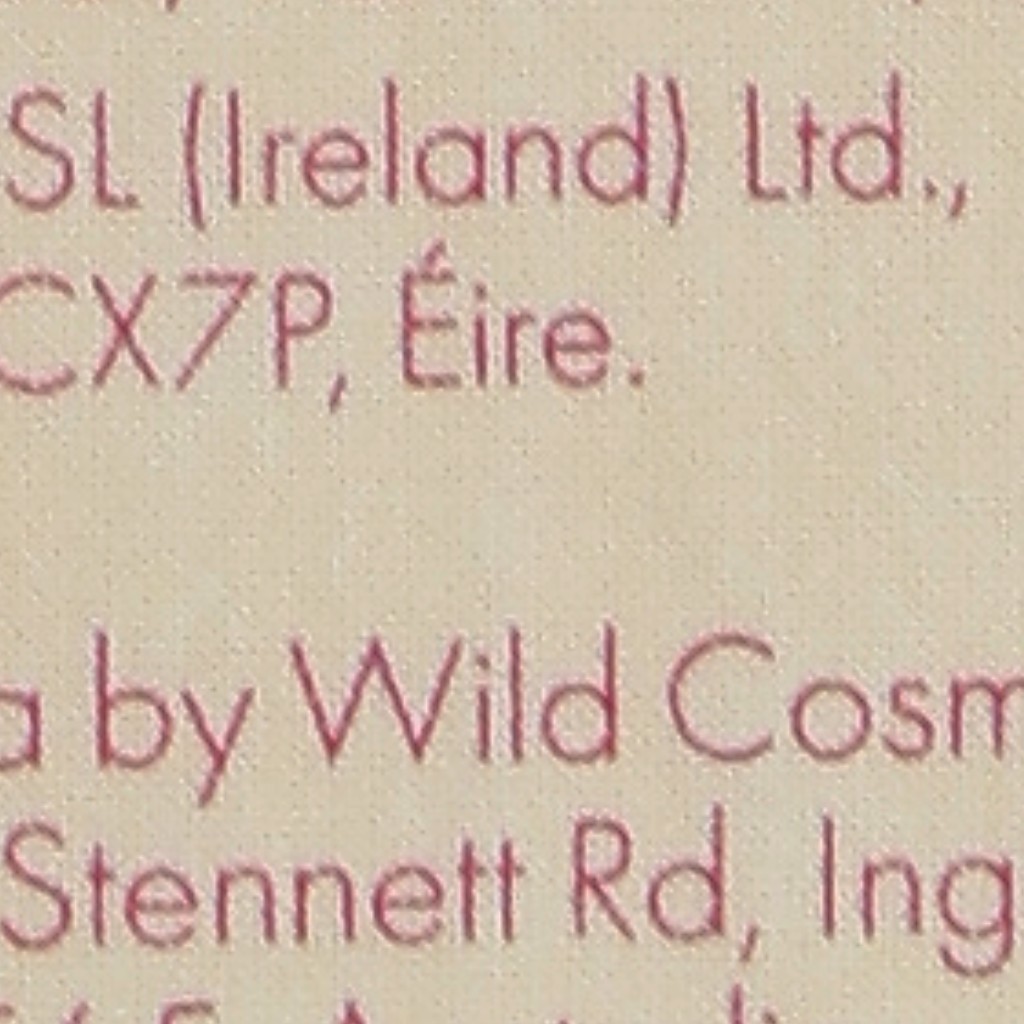 SL (Ireland) Ltd.,
CX7P, Éire.
a by Wild Cosm
Stennett Rd, Ing